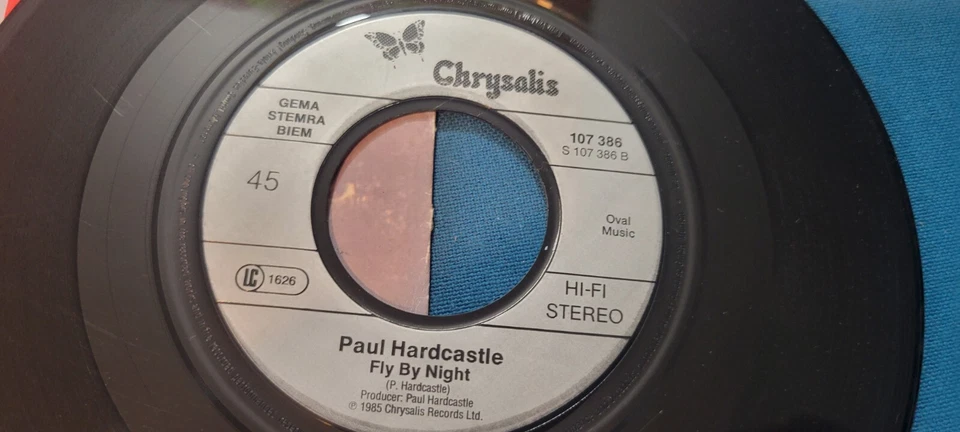 Chrysalis
GEMA
STEMRA
BIEM
107 386
S 107 386 B
45
Oval
Music
LC 1626
HI-FI
STEREO
Paul Hardcastle
Fly By Night
(P. Hardcastle)
Producer: Paul Hardcastle
℗ 1985 Chrysalis Records Ltd.